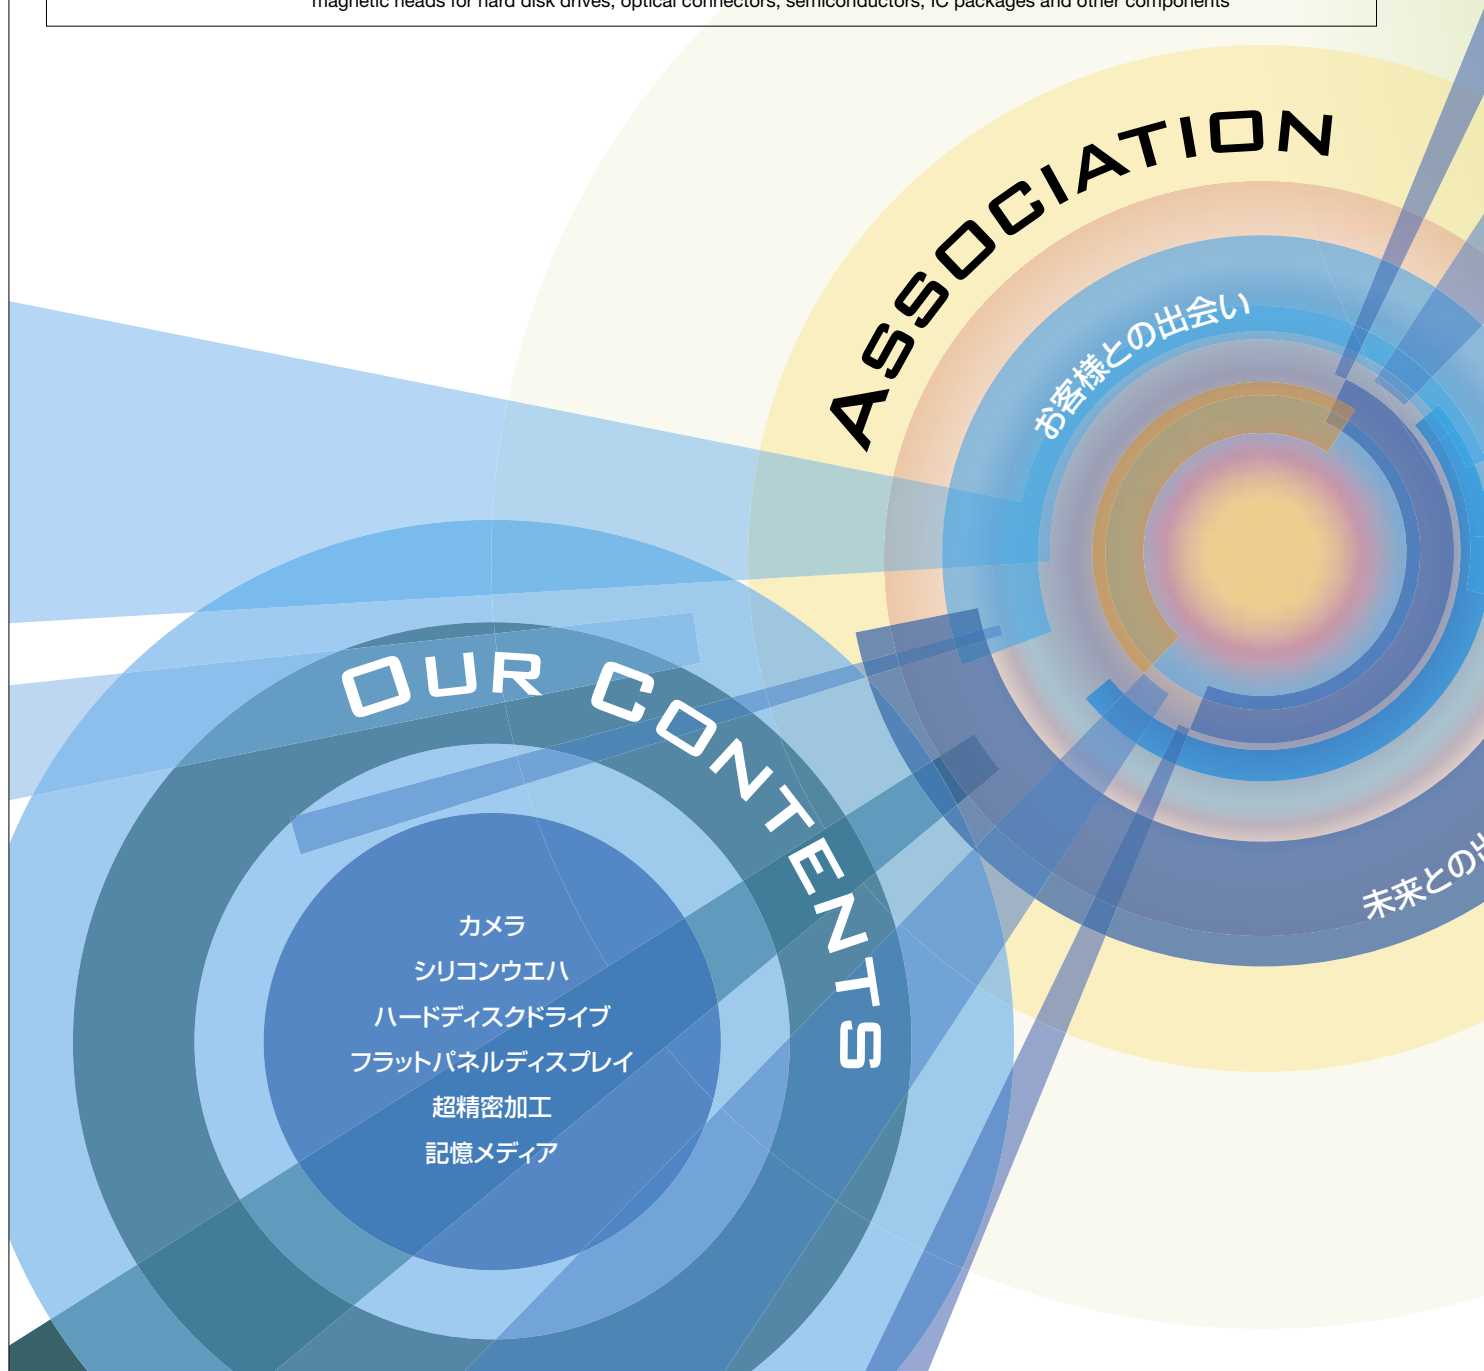 magnetic heads for hard disk drives, optical connectors, semiconductors, IC packages and other components
ASSOCIATION
お客様との出会い
未来との出
OUR CONTENTS
カメラ
シリコンウエハ
ハードディスクドライブ
フラットパネルディスプレイ
超精密加工
記憶メディア